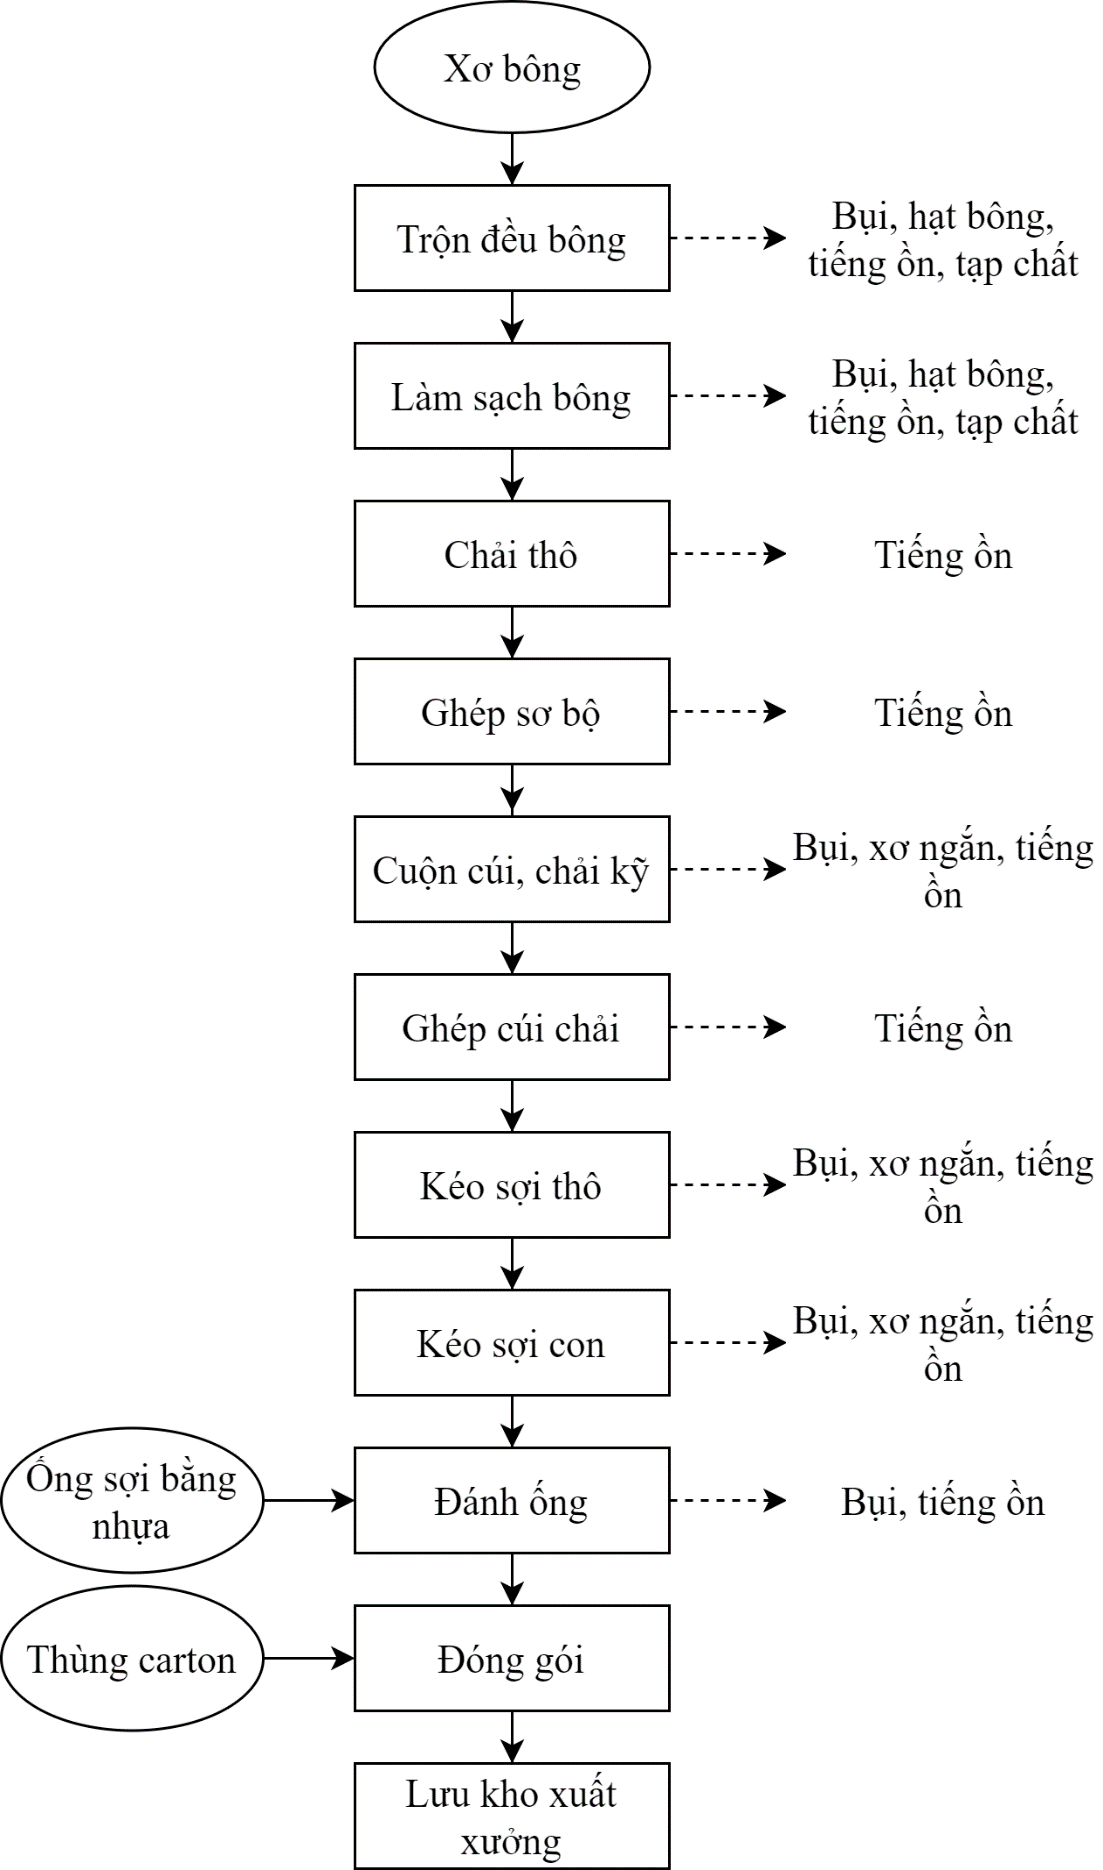 Xơ bông
Trộn đều bông
Bụi, hạt bông,
tiếng ồn, tạp chất
Làm sạch bông
Bụi, hạt bông,
tiếng ồn, tạp chất
Chải thô
Tiếng ồn
Ghép sơ bộ
Tiếng ồn
Cuộn cúi, chải kỹ
Bụi, xơ ngắn, tiếng
ồn
Ghép cúi chải
Tiếng ồn
Kéo sợi thô
Bụi, xơ ngắn, tiếng
ồn
Kéo sợi con
Bụi, xơ ngắn, tiếng
ồn
Ống sợi bằng
nhựa
Đánh ống
Bụi, tiếng ồn
Thùng carton
Đóng gói
Lưu kho xuất
xưởng